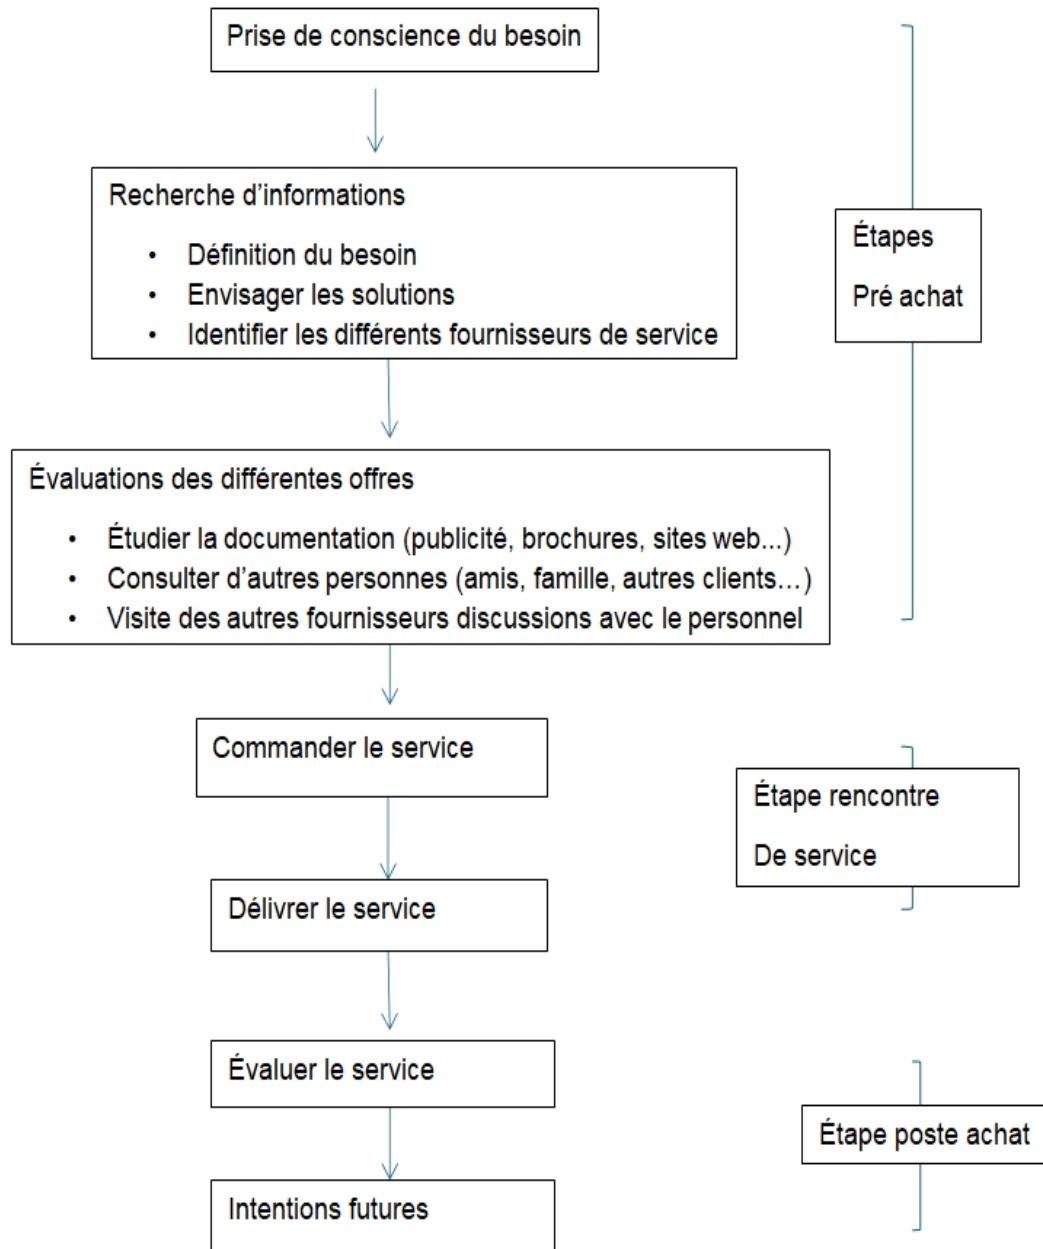 Prise de conscience du besoin
Recherche d’informations
• Définition du besoin
• Envisager les solutions
• Identifier les différents fournisseurs de service
Étapes
Pré achat
Évaluations des différentes offres
• Étudier la documentation (publicité, brochures, sites web...)
• Consulter d’autres personnes (amis, famille, autres clients…)
• Visite des autres fournisseurs discussions avec le personnel
Commander le service
Étape rencontre
De service
Délivrer le service
Évaluer le service
Étape poste achat
Intentions futures